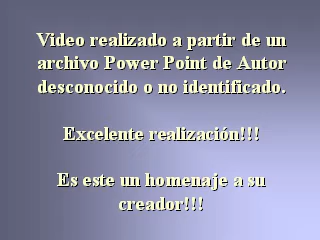 Video realizado a partir de un
archivo Power Point de Autor
desconocido o no identificado.
Excelente realización!!!
Es este un homenaje a su
creador!!!